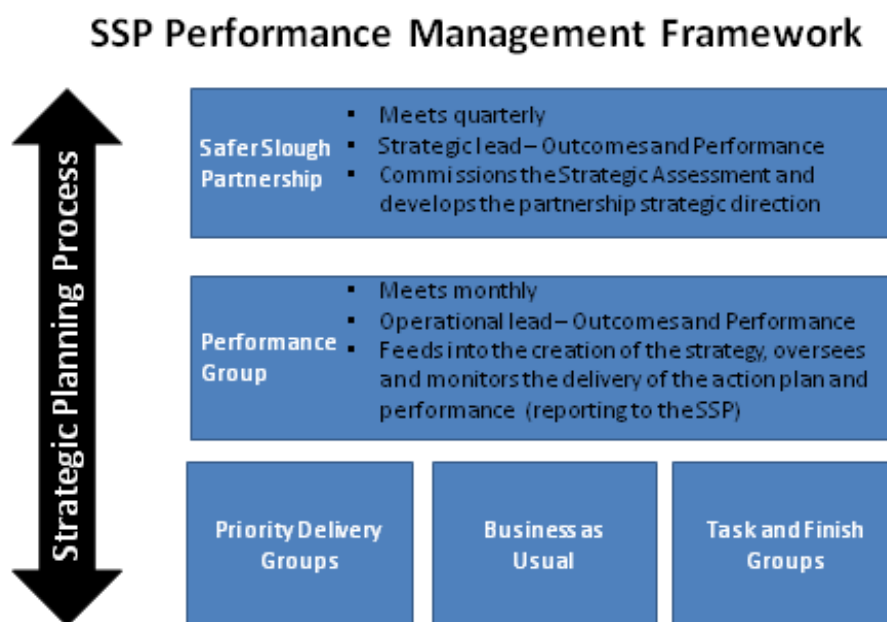 SSP Performance Management Framework
Strategic Planning Process
Safer Slough
Partnership
▪ Meets quarterly
▪ Strategic lead – Outcomes and Performance
▪ Commissions the Strategic Assessment and
develops the partnership strategic direction
Performance
Group
▪ Meets monthly
▪ Operational lead – Outcomes and Performance
▪ Feeds into the creation of the strategy, oversees
and monitors the delivery of the action plan and
performance (reporting to the SSP)
Priority Delivery
Groups
Business as
Usual
Task and Finish
Groups